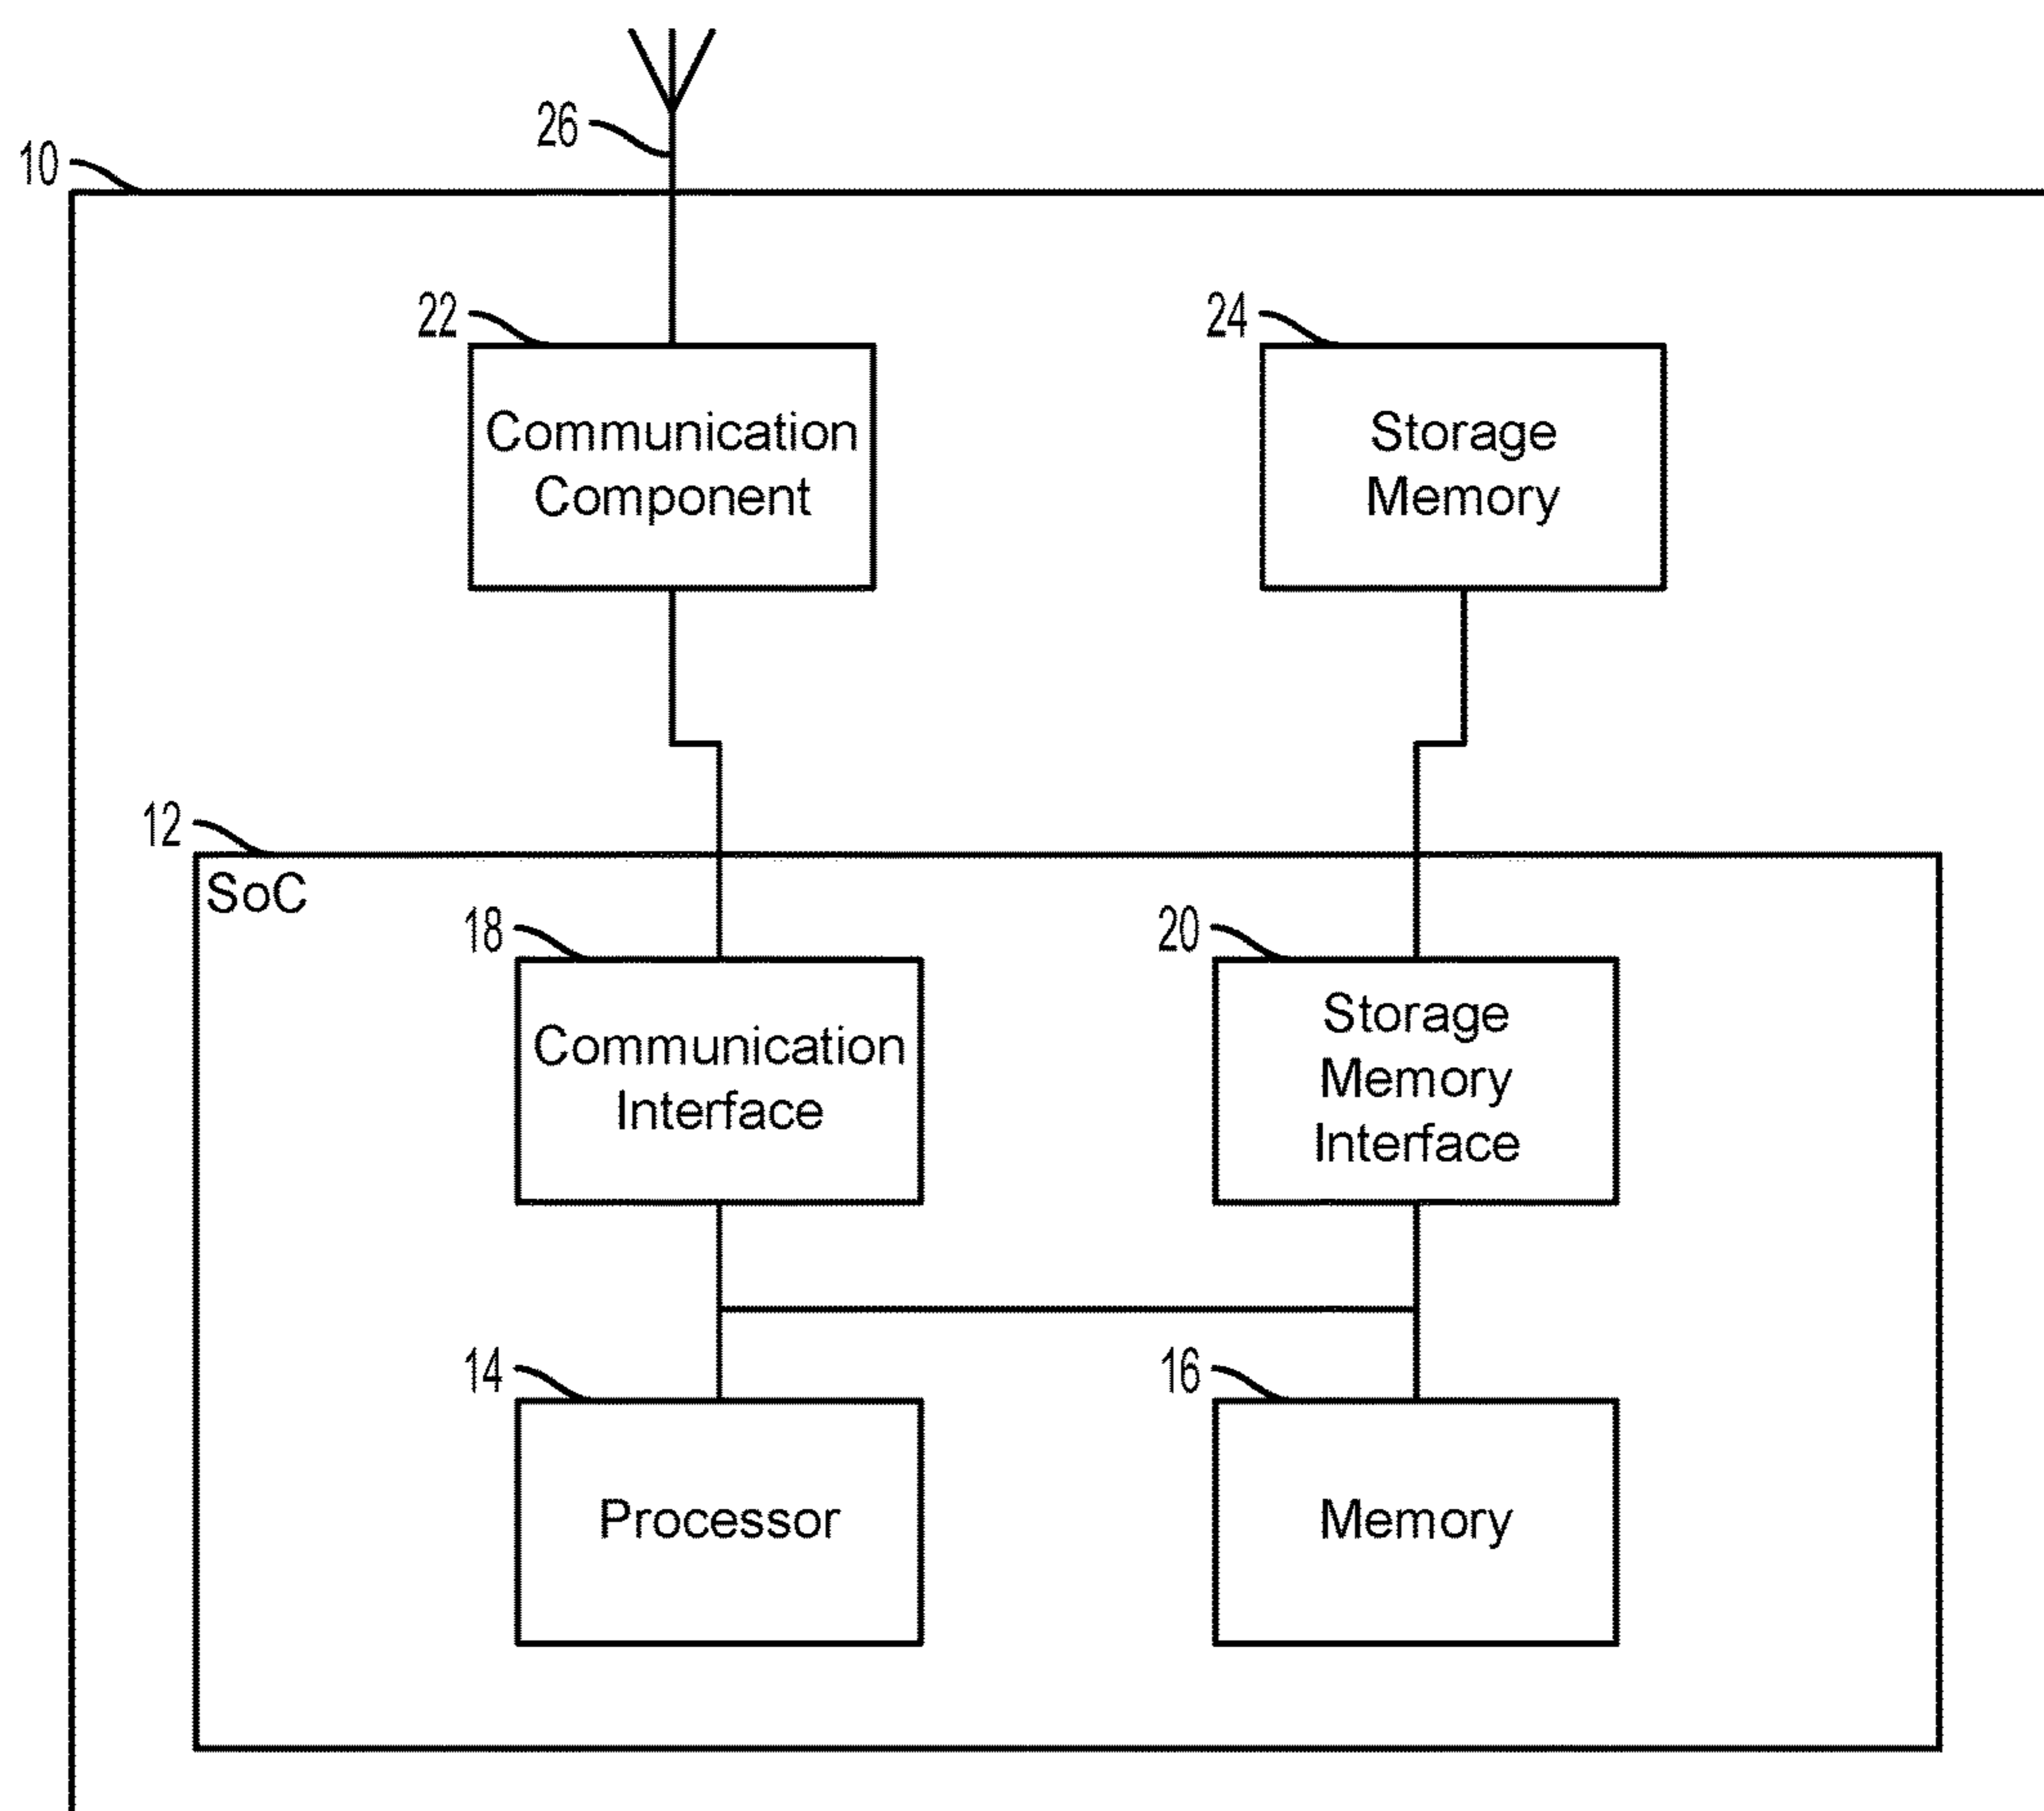 26
10
22
24
Communication
Component
Storage
Memory
12
SoC
18
20
Communication
Interface
Storage
Memory
Interface
14
16
Processor
Memory